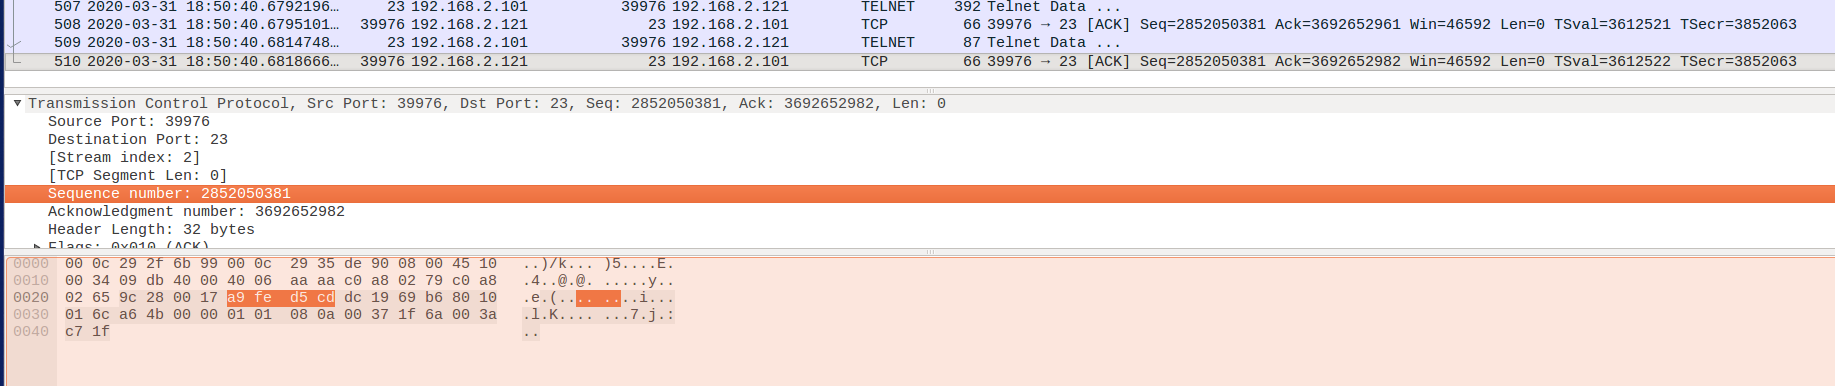 507 2020-03-31 18:50:40.6792196… 23 192.168.2.101 39976 192.168.2.121 TELNET 392 Telnet Data ...
508 2020-03-31 18:50:40.6795101… 39976 192.168.2.121 23 192.168.2.101 TCP 66 39976 → 23 [ACK] Seq=2852050381 Ack=3692652961 Win=46592 Len=0 TSval=3612521 TSecr=3852063
509 2020-03-31 18:50:40.6814748… 23 192.168.2.101 39976 192.168.2.121 TELNET 87 Telnet Data ...
510 2020-03-31 18:50:40.6818666… 39976 192.168.2.121 23 192.168.2.101 TCP 66 39976 → 23 [ACK] Seq=2852050381 Ack=3692652982 Win=46592 Len=0 TSval=3612522 TSecr=3852063
Transmission Control Protocol, Src Port: 39976, Dst Port: 23, Seq: 2852050381, Ack: 3692652982, Len: 0
Source Port: 39976
Destination Port: 23
[Stream index: 2]
[TCP Segment Len: 0]
Sequence number: 2852050381
Acknowledgment number: 3692652982
Header Length: 32 bytes
Flags: 0x010 (ACK)
0000 00 0c 29 2f 6b 99 00 0c 29 35 de 90 08 00 45 10 ..)/k... )5....E.
0010 00 34 09 db 40 00 40 06 aa aa c0 a8 02 79 c0 a8 .4..@.@. .....y..
0020 02 65 9c 28 00 17 a9 fe d5 cd dc 19 69 b6 80 10 .e.(.... ....i...
0030 01 6c a6 4b 00 00 01 01 08 0a 00 37 1f 6a 00 3a .l.K.... ...7.j.:
0040 c7 1f ..